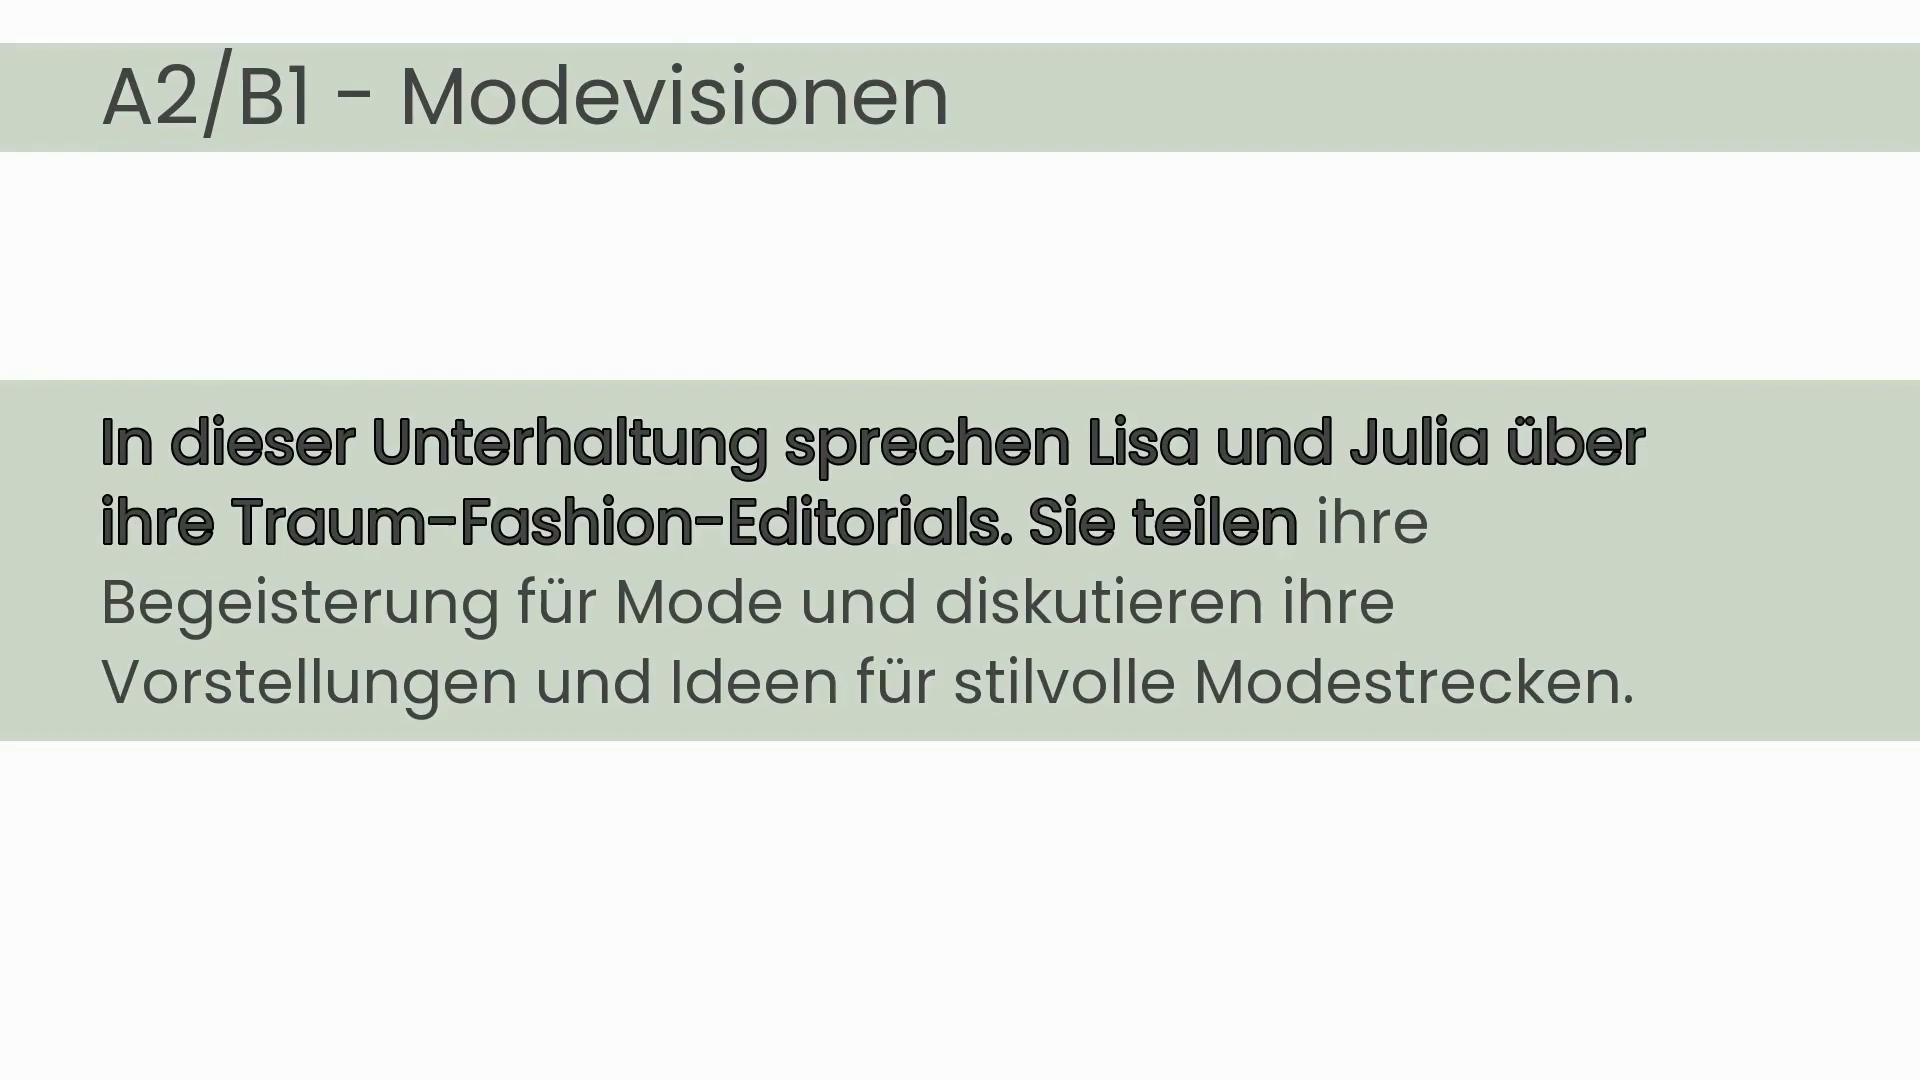 A2/B1 - Modevisionen
In dieser Unterhaltung sprechen Lisa und Julia über
ihre Traum-Fashion-Editorials. Sie teilen ihre
Begeisterung für Mode und diskutieren ihre
Vorstellungen und Ideen für stilvolle Modestrecken.